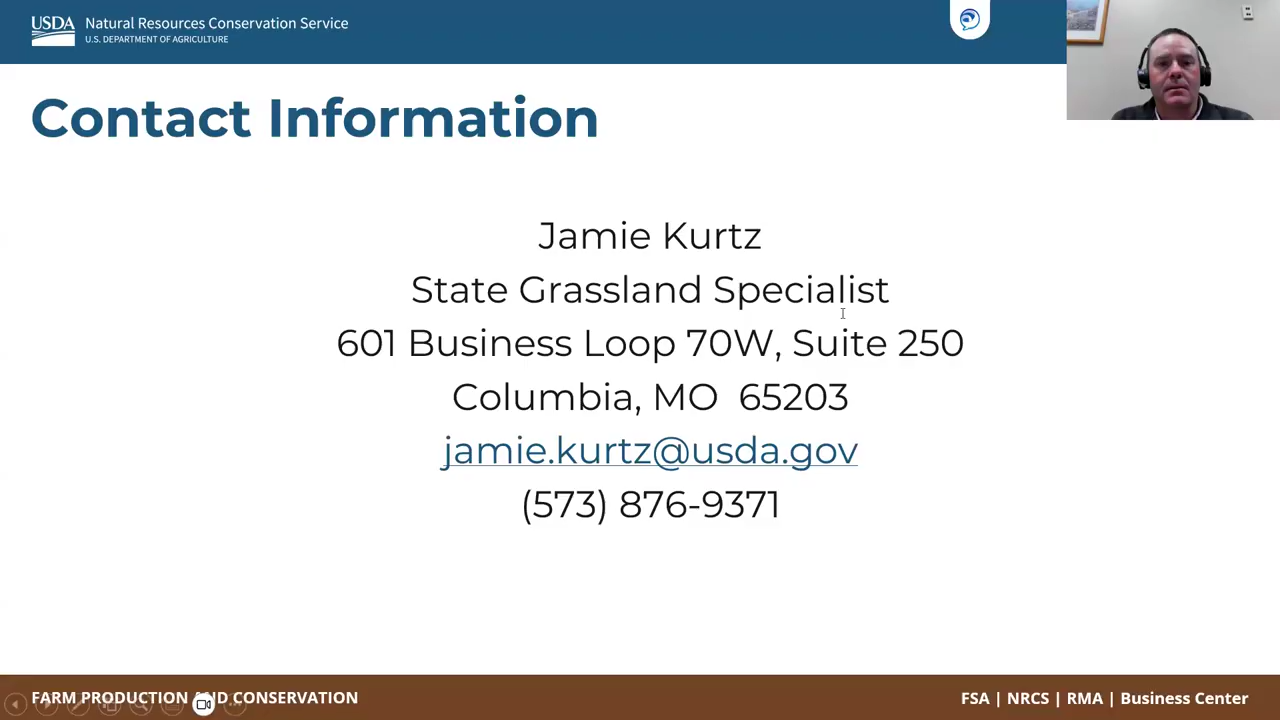 USDA Natural Resources Conservation Service
U.S. DEPARTMENT OF AGRICULTURE
Contact Information
Jamie Kurtz
State Grassland Specialist
601 Business Loop 70W, Suite 250
Columbia, MO 65203
jamie.kurtz@usda.gov
(573) 876-9371
FARM PRODUCTION AND CONSERVATION
FSA | NRCS | RMA | Business Center